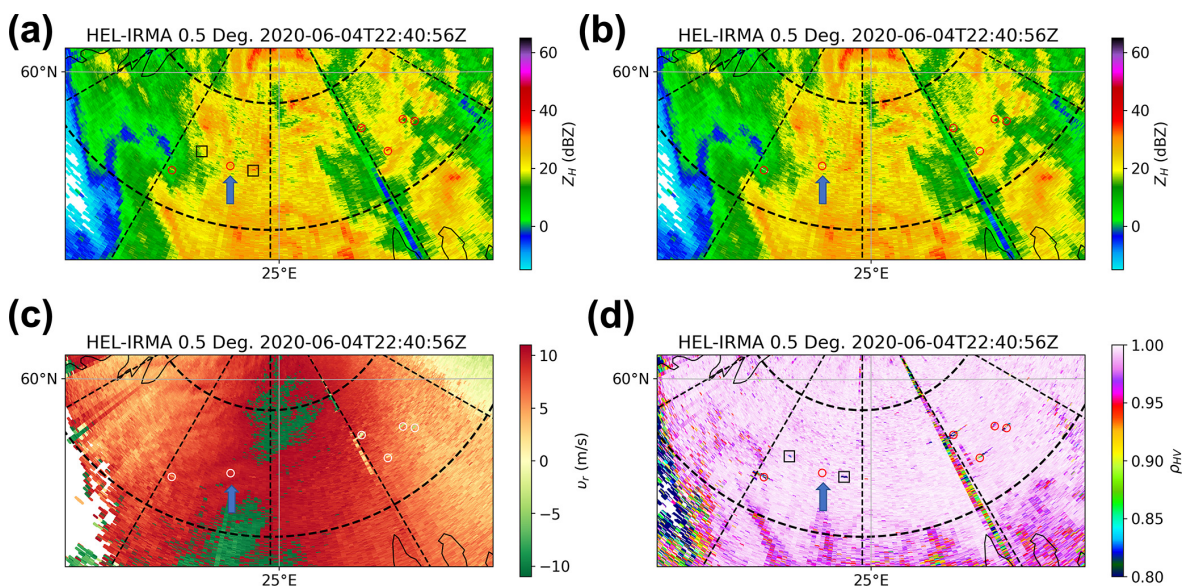 (a)
HEL-IRMA 0.5 Deg. 2020-06-04T22:40:56Z
60°N
25°E
60
40
20
0
Z_H (dBZ)
(b)
HEL-IRMA 0.5 Deg. 2020-06-04T22:40:56Z
60°N
25°E
60
40
20
0
Z_H (dBZ)
(c)
HEL-IRMA 0.5 Deg. 2020-06-04T22:40:56Z
60°N
25°E
10
5
0
−5
−10
υ_r (m/s)
(d)
HEL-IRMA 0.5 Deg. 2020-06-04T22:40:56Z
60°N
25°E
1.00
0.95
0.90
0.85
0.80
ρ_HV